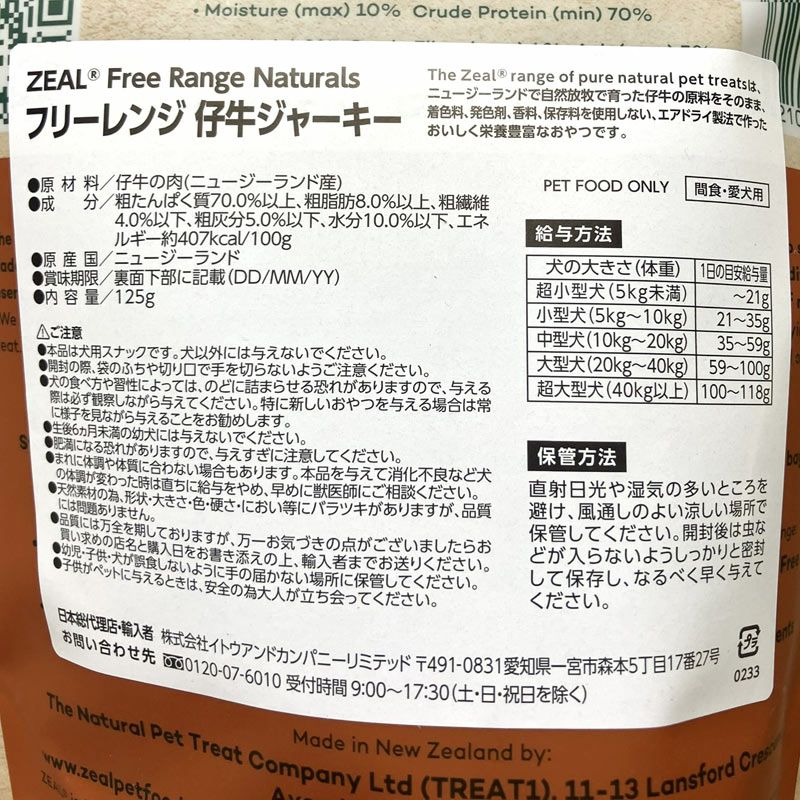 • Moisture (max) 10% Crude Protein (min) 70%
ZEAL® Free Range Naturals
フリーレンジ 仔牛ジャーキー
The Zeal® range of pure natural pet treatsは、
ニュージーランドで自然放牧で育った仔牛の原料をそのまま、
着色料、発色剤、香料、保存料を使用しない、エアドライ製法で作った
おいしく栄養豊富なおやつです。
●原材料／仔牛の肉(ニュージーランド産)
●成分／粗たんぱく質70.0%以上、粗脂肪8.0%以上、粗繊維
4.0%以下、粗灰分5.0%以下、水分10.0%以下、エネ
ルギー約407kcal/100g
●原産国／ニュージーランド
●賞味期限／裏面下部に記載(DD/MM/YY)
●内容量／125g
PET FOOD ONLY 間食・愛犬用
給与方法
犬の大きさ(体重) 1日の目安給与量
超小型犬(5kg未満) ～21g
小型犬(5kg～10kg) 21～35g
中型犬(10kg～20kg) 35～59g
大型犬(20kg～40kg) 59～100g
超大型犬(40kg以上) 100～118g
⚠ご注意
●本品は犬用スナックです。犬以外には与えないでください。
●開封の際、袋のふちや切り口で手を切らないようご注意ください。
●犬の食べ方や習性によっては、のどに詰まらせる恐れがありますので、与える
際は必ず観察しながら与えてください。特に新しいおやつを与える場合は常
に様子を見ながら与えることをお勧めします。
●生後6ヵ月未満の幼犬には与えないでください。
●肥満になる恐れがありますので、与えすぎに注意してください。
●まれに体調や体質に合わない場合もあります。本品を与えて消化不良など犬
の体調が変わった時は直ちに給与をやめ、早めに獣医師にご相談ください。
●天然素材の為、形状・大きさ・色・硬さ・におい等にバラツキがありますが、品質
には問題ありません。
●品質には万全を期しておりますが、万一お気づきの点がございましたらお
買い求めの店名と購入日をお書き添えの上、輸入者までお送りください。
●幼児・子供・犬が誤食しないように手の届かない場所に保管してください。
●子供がペットに与えるときは、安全の為大人が立ち会ってください。
保管方法
直射日光や湿気の多いところを
避け、風通しのよい涼しい場所で
保管してください。開封後は虫な
どが入らないようしっかりと密封
して保存し、なるべく早く与えて
ください。
日本総代理店・輸入者 株式会社イトウアンドカンパニーリミテッド 〒491-0831愛知県一宮市森本5丁目17番27号
お問い合わせ先 0120-07-6010 受付時間 9:00～17:30(土・日・祝日を除く)
プラ
0233
Made in New Zealand by:
The Natural Pet Treat Company Ltd (TREAT1), 11-13 Lansford
www.zealpetfoo